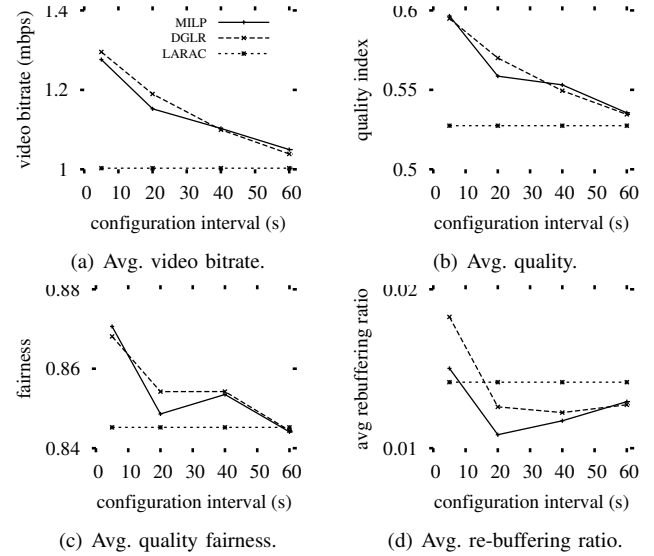 1.4
1.2
1
video bitrate (mbps)
MILP
DGLR
LARAC
0 10 20 30 40 50 60
configuration interval (s)
(a) Avg. video bitrate.
0.6
0.55
0.5
quality index
0 10 20 30 40 50 60
configuration interval (s)
(b) Avg. quality.
0.88
0.86
0.84
fairness
0 10 20 30 40 50 60
configuration interval (s)
(c) Avg. quality fairness.
0.02
0.01
avg rebuffering ratio
0 10 20 30 40 50 60
configuration interval (s)
(d) Avg. re-buffering ratio.